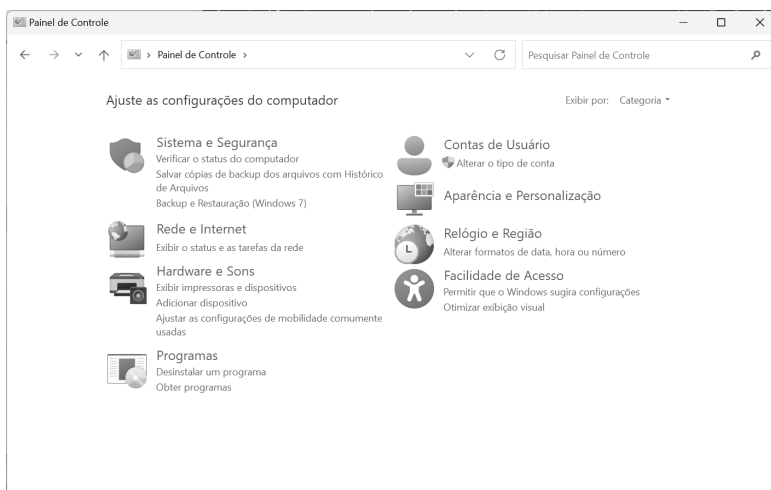 Painel de Controle
Painel de Controle
Pesquisar Painel de Controle
Ajuste as configurações do computador
Exibir por: Categoria
Sistema e Segurança
Verificar o status do computador
Salvar cópias de backup dos arquivos com Histórico
de Arquivos
Backup e Restauração (Windows 7)
Rede e Internet
Exibir o status e as tarefas da rede
Hardware e Sons
Exibir impressoras e dispositivos
Adicionar dispositivo
Ajustar as configurações de mobilidade comumente
usadas
Programas
Desinstalar um programa
Obter programas
Contas de Usuário
Alterar o tipo de conta
Aparência e Personalização
Relógio e Região
Alterar formatos de data, hora ou número
Facilidade de Acesso
Permitir que o Windows sugira configurações
Otimizar exibição visual